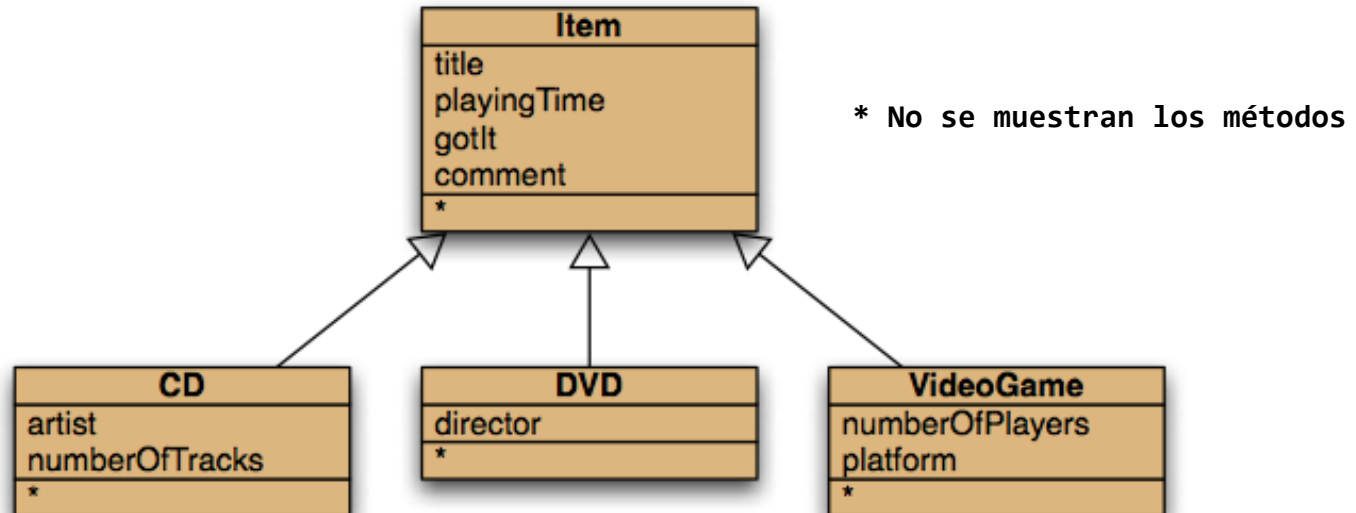 Item
title
playingTime
gotIt
comment
*
* No se muestran los métodos
CD
artist
numberOfTracks
*
DVD
director
*
VideoGame
numberOfPlayers
platform
*